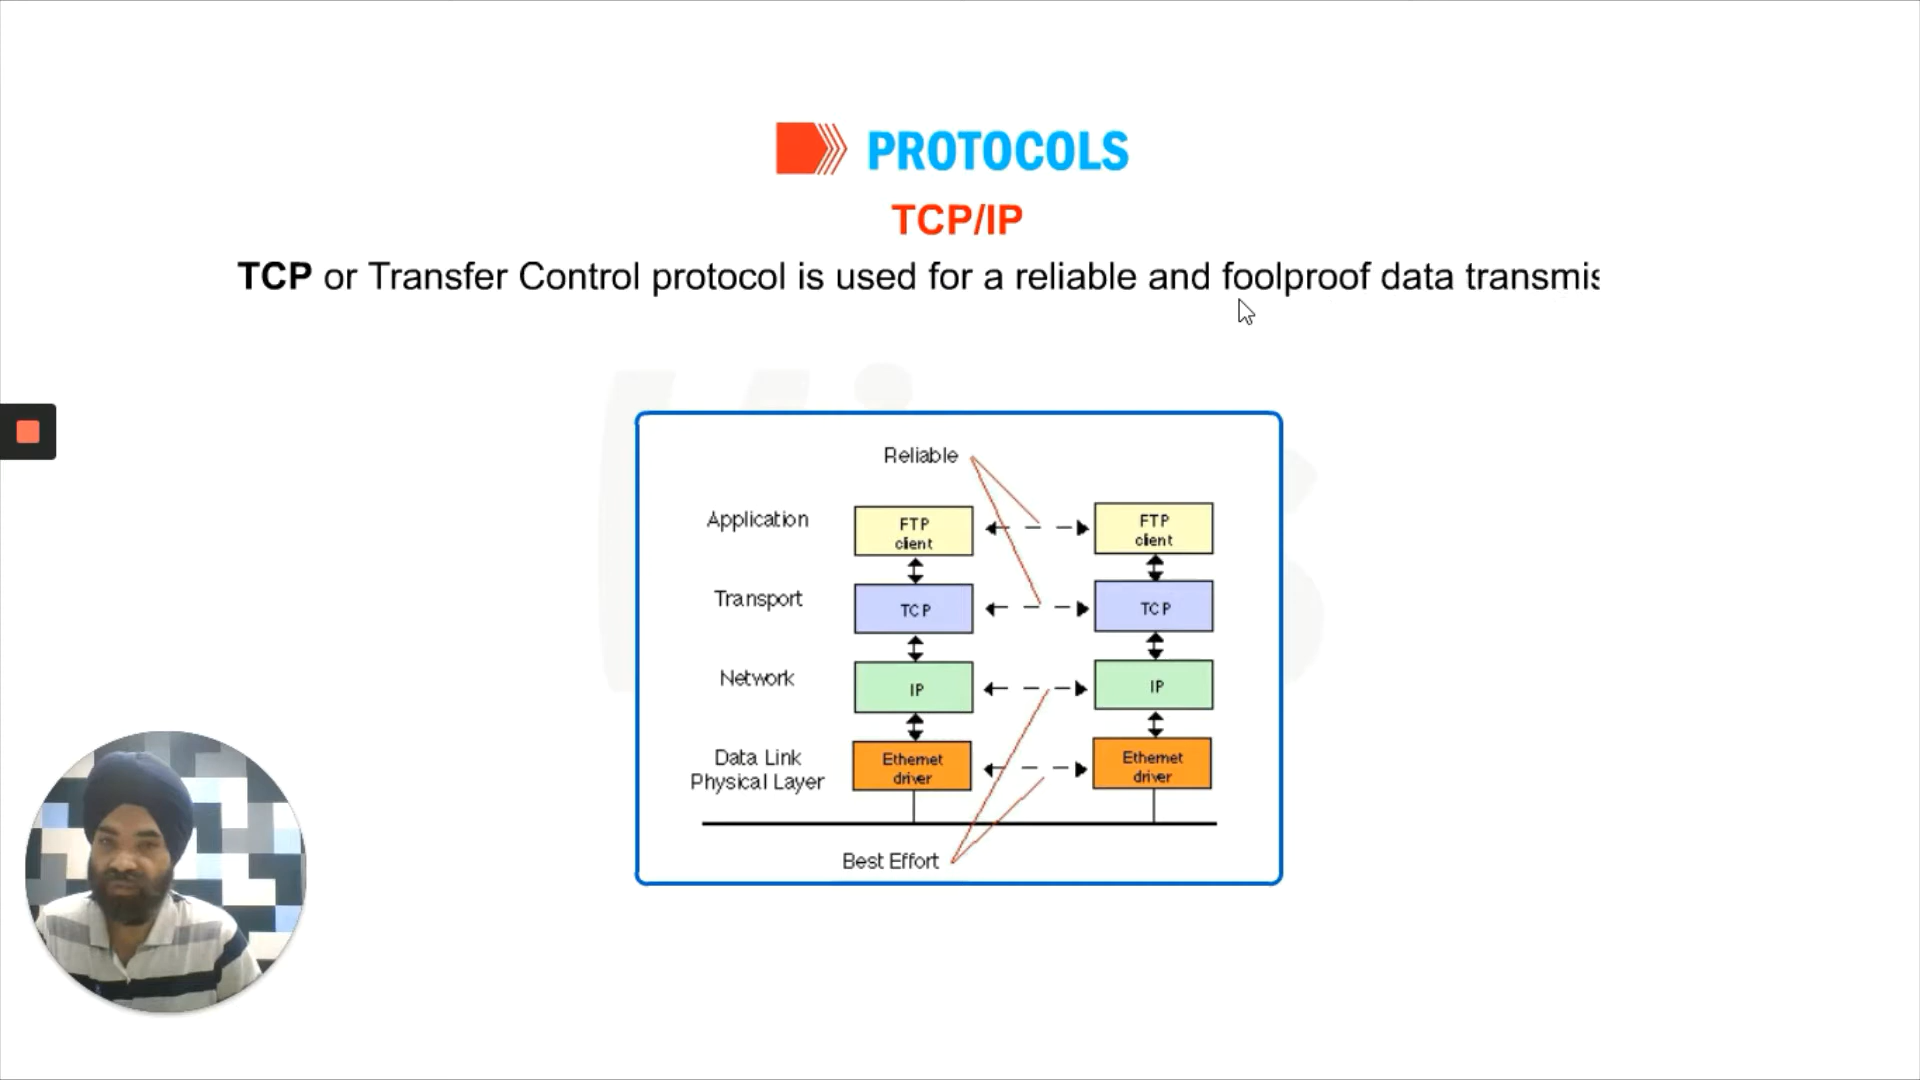 PROTOCOLS
TCP/IP
TCP or Transfer Control protocol is used for a reliable and foolproof data transmis
Reliable
Application
FTP
client
FTP
client
Transport
TCP
TCP
Network
IP
IP
Data Link
Physical Layer
Ethernet
driver
Ethernet
driver
Best Effort